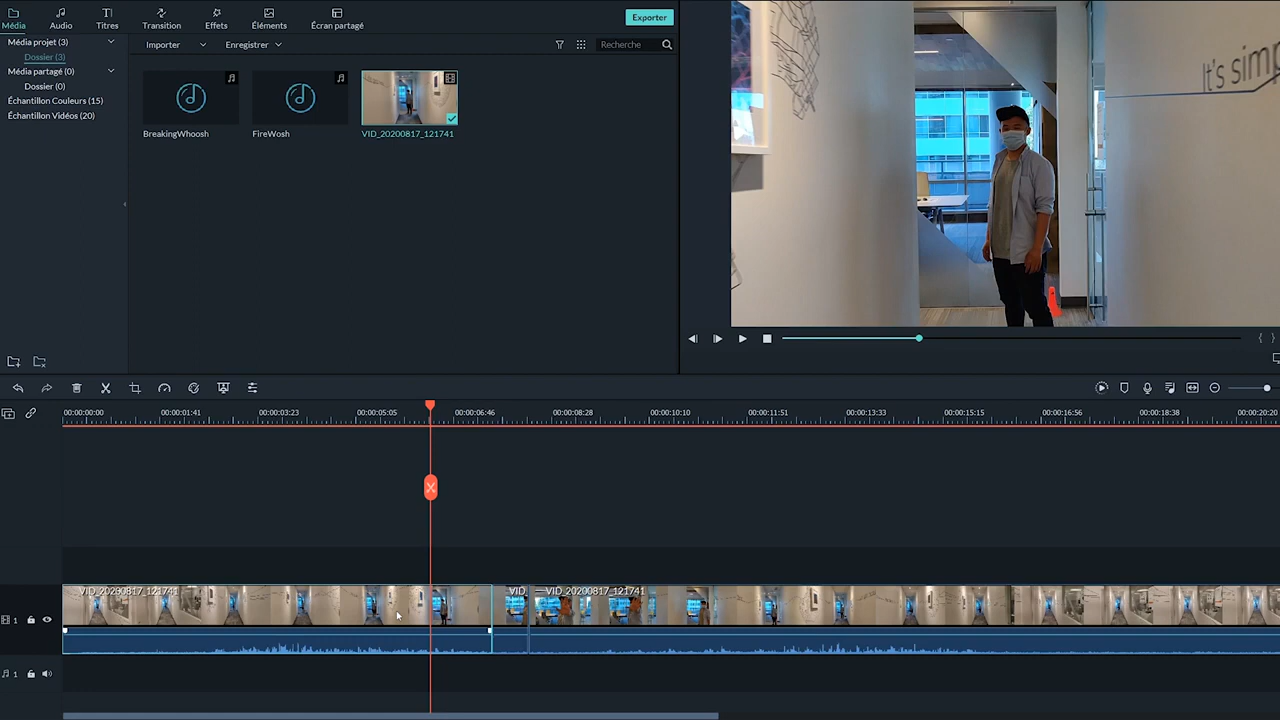 Média
Audio
Titres
Transition
Effets
Éléments
Écran partagé
Exporter
Média projet (3)
Dossier (3)
Média partagé (0)
Dossier (0)
Échantillon Couleurs (15)
Échantillon Vidéos (20)
Importer
Enregistrer
Recherche
BreakingWhoosh
FireWosh
VID_20200817_121741
It's simp
00:00:00:00
00:00:01:41
00:00:03:23
00:00:05:05
00:00:06:46
00:00:08:28
00:00:10:10
00:00:11:51
00:00:13:33
00:00:15:15
00:00:16:56
00:00:18:38
00:00:20:20
VID_20200817_121741
VID_
VID_20200817_121741
1
1